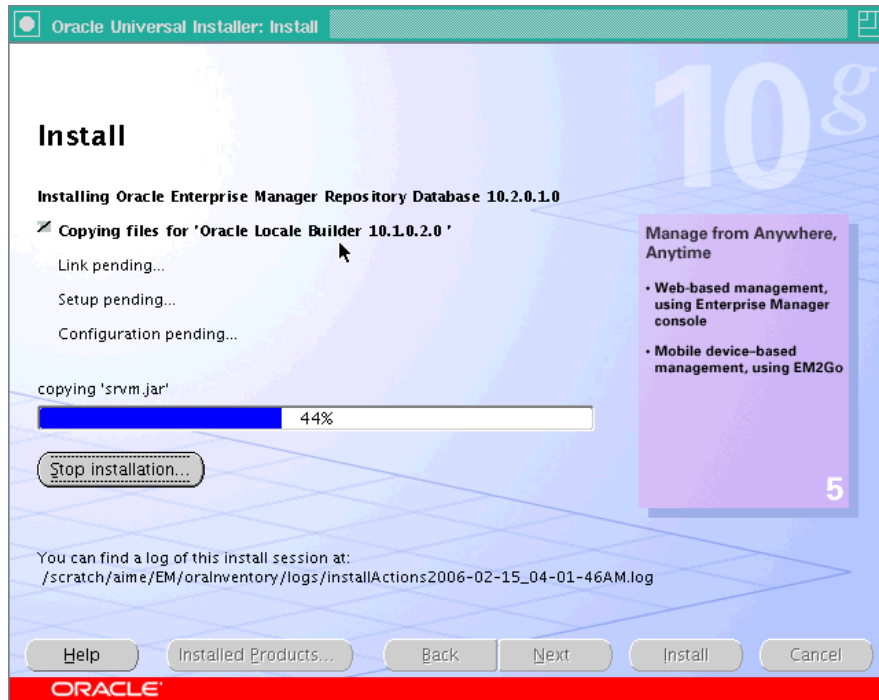 Oracle Universal Installer: Install
10g
Install
Installing Oracle Enterprise Manager Repository Database 10.2.0.1.0
Copying files for 'Oracle Locale Builder 10.1.0.2.0 '
Link pending...
Setup pending...
Configuration pending...
copying 'srvm.jar'
44%
Stop installation...
Manage from Anywhere,
Anytime
• Web-based management,
using Enterprise Manager
console
• Mobile device-based
management, using EM2Go
5
You can find a log of this install session at:
/scratch/aime/EM/oraInventory/logs/installActions2006-02-15_04-01-46AM.log
Help
Installed Products...
Back
Next
Install
Cancel
ORACLE